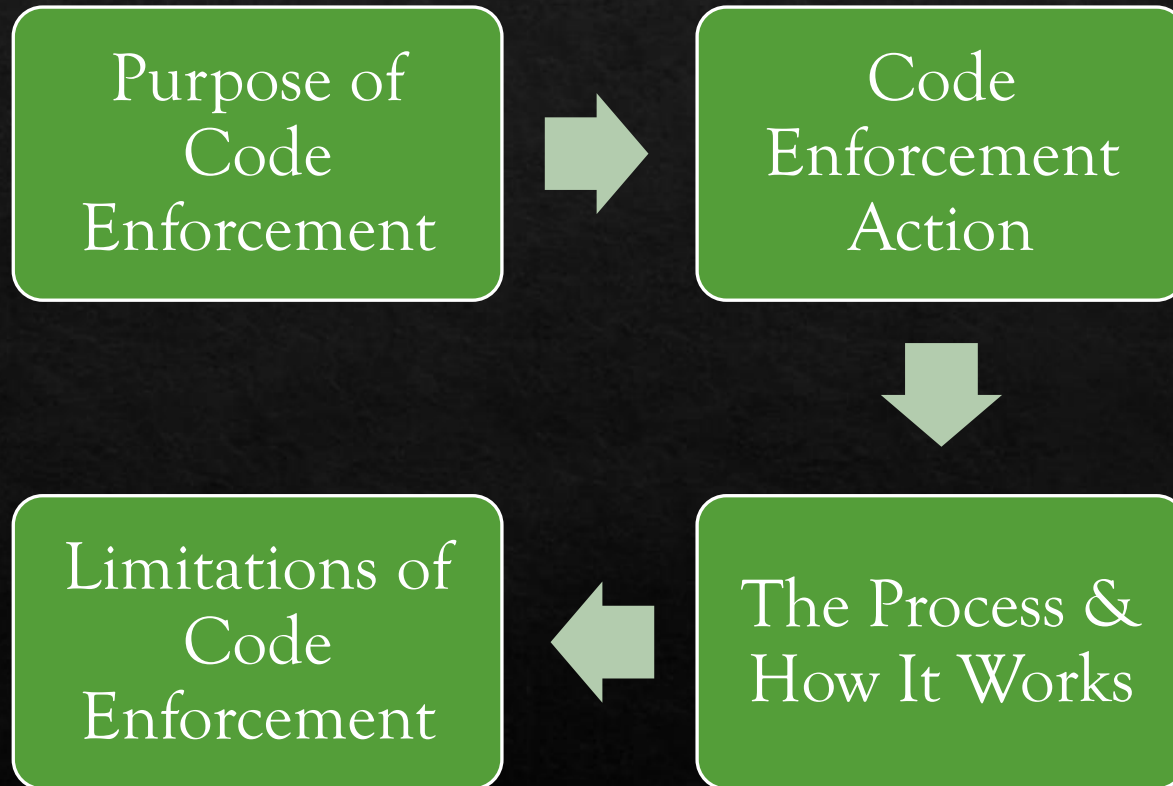 Purpose of
Code
Enforcement
Code
Enforcement
Action
The Process &
How It Works
Limitations of
Code
Enforcement